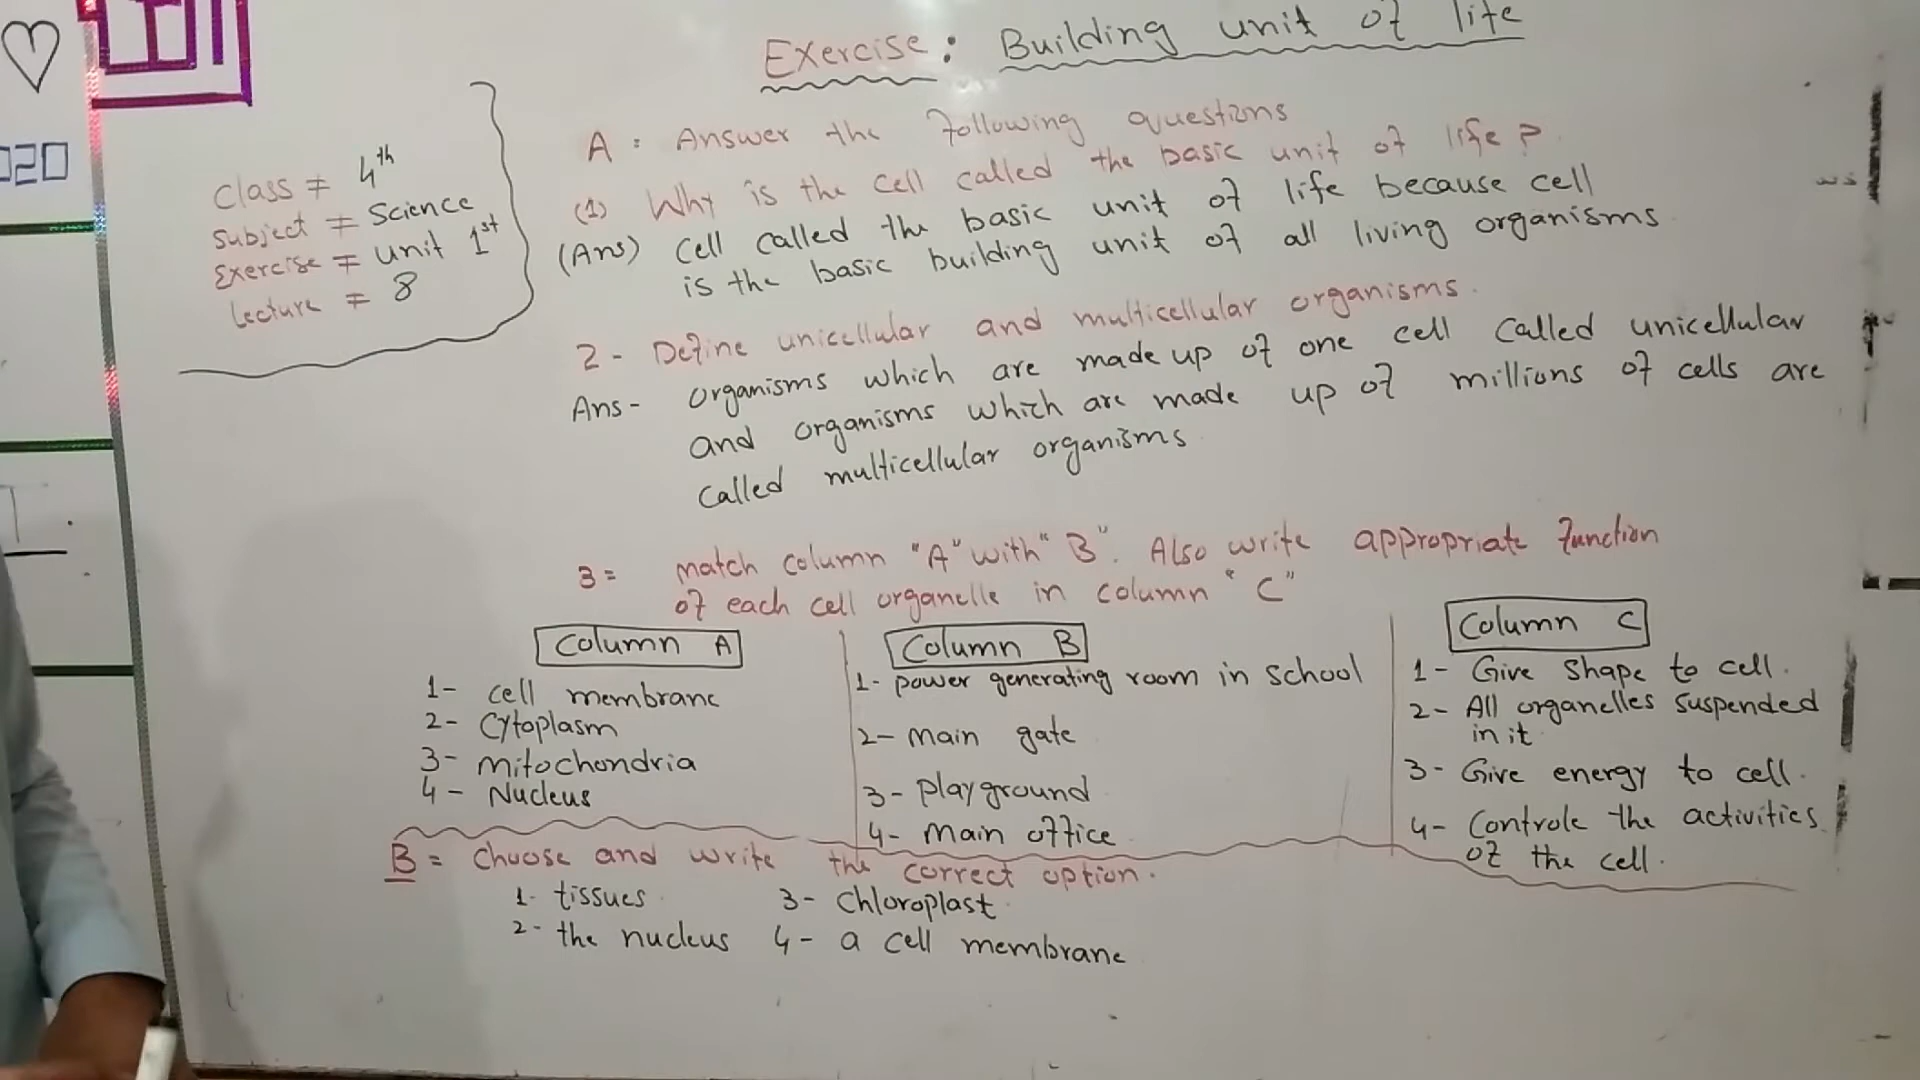 Exercise: Building unit of life
020
Class = 4th
Subject = Science
Exercise = unit 1st
Lecture = 8
A: Answer the following questions
(1) Why is the cell called the basic unit of life?
(Ans) Cell called the basic unit of life because cell
is the basic building unit of all living organisms
2- Define unicellular and multicellular organisms.
Ans- Organisms which are made up of one cell called unicellular
and organisms which are made up of millions of cells are
called multicellular organisms
3= match column "A" with "B". Also write appropriate function
of each cell organelle in column "C"
Column A
1- cell membrane
2- Cytoplasm
3- mitochondria
4- Nucleus
Column B
1- power generating room in school
2- main gate
3- playground
4- main office
Column C
1- Give shape to cell.
2- All organelles suspended
in it
3- Give energy to cell.
4- Controle the activities
of the cell.
B= Choose and write the correct option.
1- tissues 3- Chloroplast
2- the nucleus 4- a cell membrane